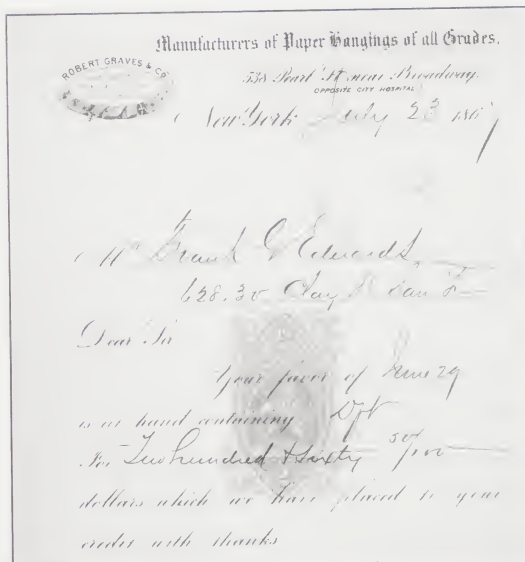 Manufacturers of Paper Hangings of all Grades.
ROBERT GRAVES & CO
538 Pearl St near Broadway.
OPPOSITE CITY HOSPITAL
New York July 23 186
Mr Frank G Edwards
628.30 Clay St San F
Dear Sir
Your favor of June 29
is at hand containing Dft
For Two hundred & Sixty 50/100
dollars which we have placed to your
credit with thanks